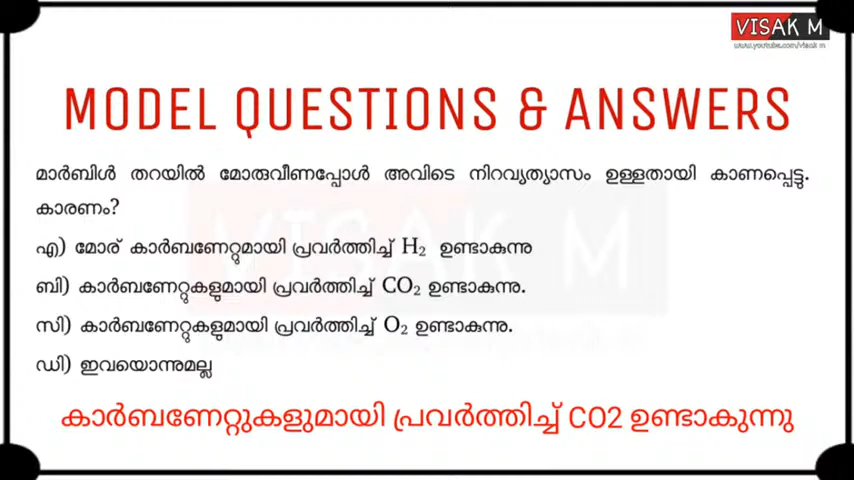 VISAK M
www.youtube.com/visak m
MODEL QUESTIONS & ANSWERS
മാർബിൾ തറയിൽ മോരുവീണപ്പോൾ അവിടെ നിറവ്യത്യാസം ഉള്ളതായി കാണപ്പെട്ടു.
കാരണം?
എ) മോര് കാർബണേറ്റുമായി പ്രവർത്തിച്ച് H₂ ഉണ്ടാകുന്നു
ബി) കാർബണേറ്റുകളുമായി പ്രവർത്തിച്ച് CO₂ ഉണ്ടാകുന്നു.
സി) കാർബണേറ്റുകളുമായി പ്രവർത്തിച്ച് O₂ ഉണ്ടാകുന്നു.
ഡി) ഇവയൊന്നുമല്ല
കാർബണേറ്റുകളുമായി പ്രവർത്തിച്ച് CO2 ഉണ്ടാകുന്നു
VISAK M